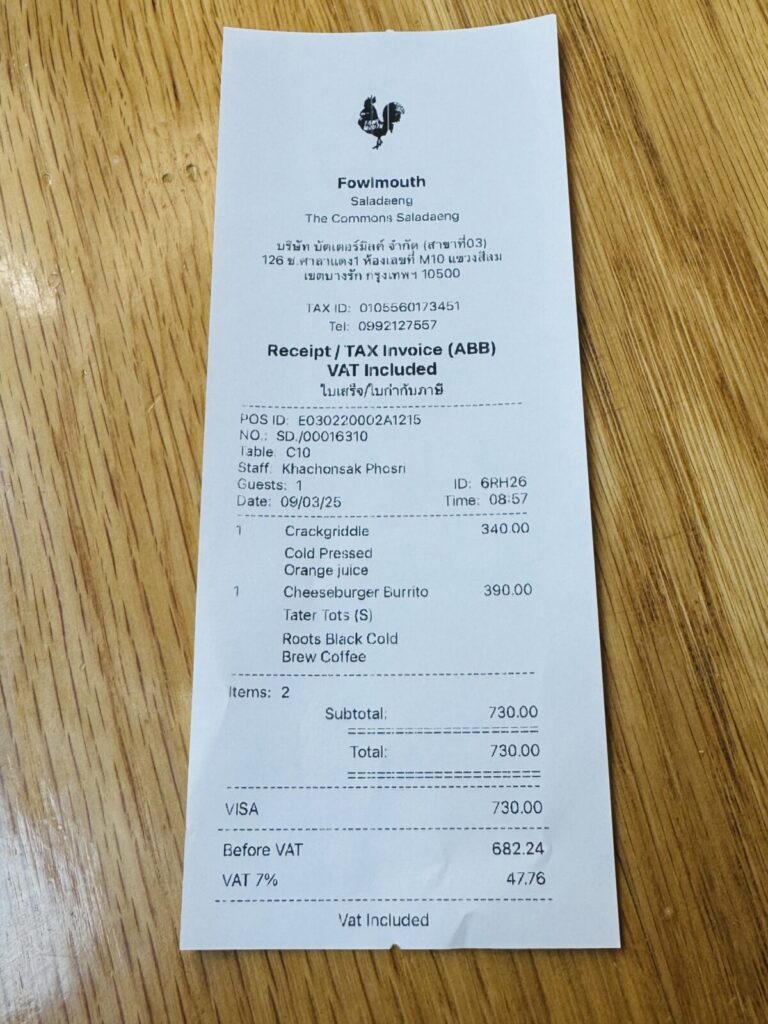 FOWL MOUTH
Fowlmouth
Saladaeng
The Commons Saladaeng
บริษัท บัตเตอร์มิลค์ จำกัด (สาขาที่03)
126 ซ.ศาลาแดง1 ห้องเลขที่ M10 แขวงสีลม
เขตบางรัก กรุงเทพฯ 10500
TAX ID: 0105560173451
Tel: 0992127557
Receipt / TAX Invoice (ABB)
VAT Included
ใบเสร็จ/ใบกำกับภาษี
POS ID: E030220002A1215
NO.: SD./00016310
Table: C10
Staff: Khachonsak Phosri
Guests: 1 ID: 6RH26
Date: 09/03/25 Time: 08:57
1 Crackgriddle 340.00
Cold Pressed
Orange juice
1 Cheeseburger Burrito 390.00
Tater Tots (S)
Roots Black Cold
Brew Coffee
Items: 2
Subtotal: 730.00
Total: 730.00
VISA 730.00
Before VAT 682.24
VAT 7% 47.76
Vat Included